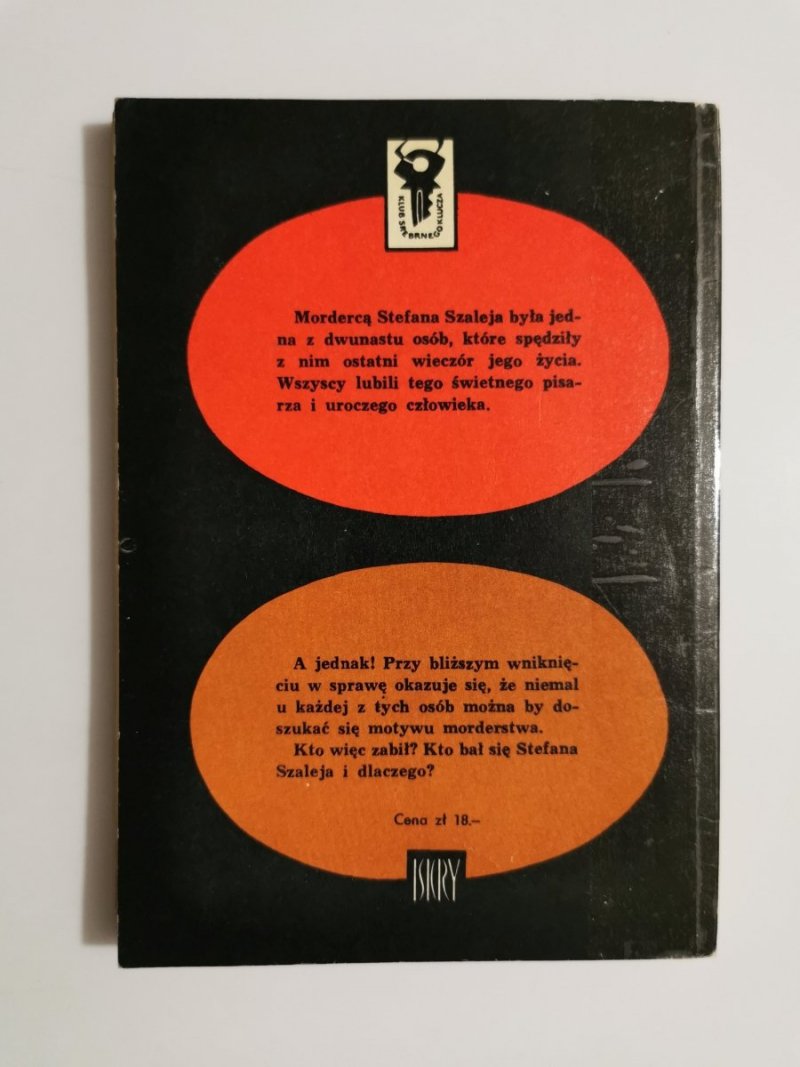 KLUB SREBRNEGO KLUCZA
Mordercą Stefana Szaleja była jed-
na z dwunastu osób, które spędziły
z nim ostatni wieczór jego życia.
Wszyscy lubili tego świetnego pisa-
rza i uroczego człowieka.
A jednak! Przy bliższym wniknię-
ciu w sprawę okazuje się, że niemal
u każdej z tych osób można by do-
szukać się motywu morderstwa.
Kto więc zabił? Kto bał się Stefana
Szaleja i dlaczego?
Cena zł 18.–
ISKRY